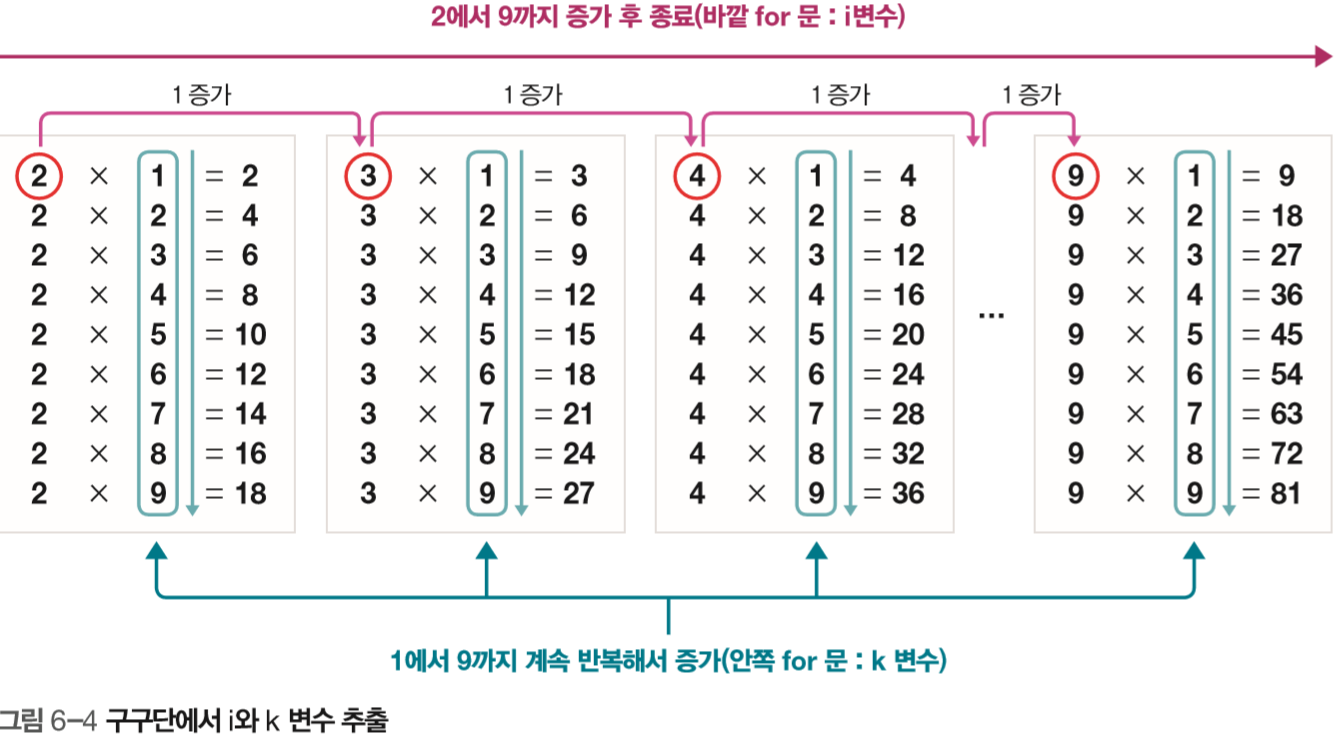 2에서 9까지 증가 후 종료(바깥 for 문 : i변수)
1 증가 1 증가 1 증가 1 증가
2 × 1 = 2 3 × 1 = 3 4 × 1 = 4 9 × 1 = 9
2 × 2 = 4 3 × 2 = 6 4 × 2 = 8 9 × 2 = 18
2 × 3 = 6 3 × 3 = 9 4 × 3 = 12 9 × 3 = 27
2 × 4 = 8 3 × 4 = 12 4 × 4 = 16 ... 9 × 4 = 36
2 × 5 = 10 3 × 5 = 15 4 × 5 = 20 9 × 5 = 45
2 × 6 = 12 3 × 6 = 18 4 × 6 = 24 9 × 6 = 54
2 × 7 = 14 3 × 7 = 21 4 × 7 = 28 9 × 7 = 63
2 × 8 = 16 3 × 8 = 24 4 × 8 = 32 9 × 8 = 72
2 × 9 = 18 3 × 9 = 27 4 × 9 = 36 9 × 9 = 81
1에서 9까지 계속 반복해서 증가(안쪽 for 문 : k 변수)
그림 6-4 구구단에서 i와 k 변수 추출